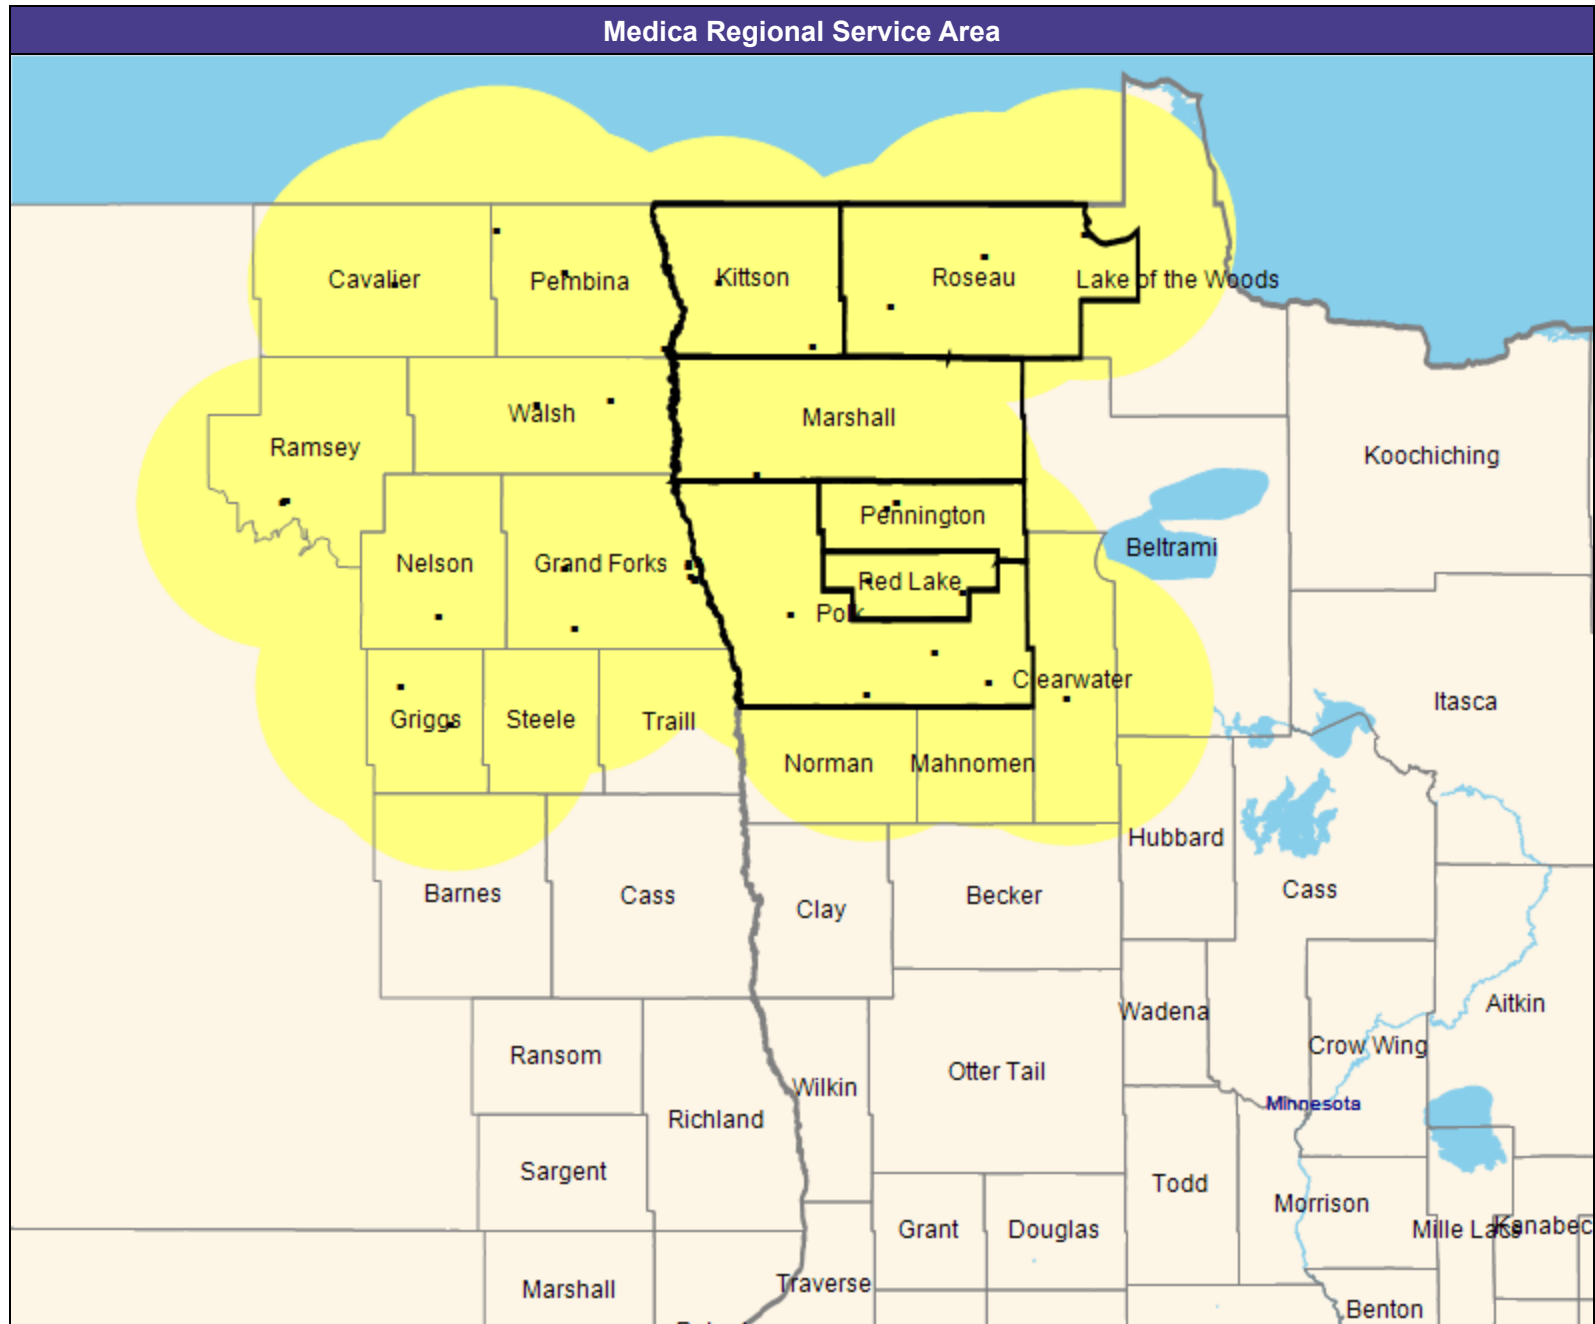 Medica Regional Service Area
Cavalier
Pembina
Kittson
Roseau
Lake of the Woods
Walsh
Marshall
Ramsey
Koochiching
Pennington
Beltrami
Nelson
Grand Forks
Red Lake
Polk
Clearwater
Griggs
Steele
Traill
Itasca
Norman
Mahnomen
Hubbard
Barnes
Cass
Clay
Becker
Cass
Wadena
Aitkin
Ransom
Crow Wing
Otter Tail
Wilkin
Minnesota
Richland
Sargent
Todd
Morrison
Grant
Douglas
Mille Lacs
Kanabec
Marshall
Traverse
Benton